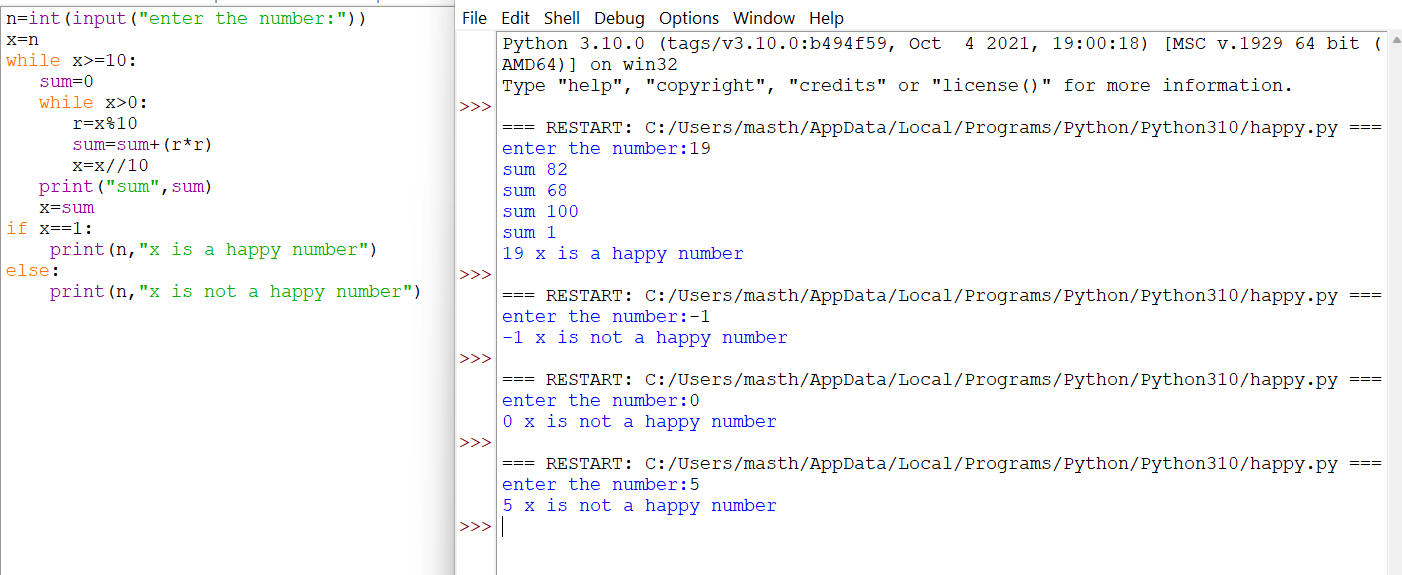 n=int(input("enter the number:"))
x=n
while x>=10:
   sum=0
   while x>0:
      r=x%10
      sum=sum+(r*r)
      x=x//10
   print("sum",sum)
   x=sum
if x==1:
    print(n,"x is a happy number")
else:
    print(n,"x is not a happy number")
File Edit Shell Debug Options Window Help
Python 3.10.0 (tags/v3.10.0:b494f59, Oct  4 2021, 19:00:18) [MSC v.1929 64 bit (
AMD64)] on win32
Type "help", "copyright", "credits" or "license()" for more information.
>>>
=== RESTART: C:/Users/masth/AppData/Local/Programs/Python/Python310/happy.py ===
enter the number:19
sum 82
sum 68
sum 100
sum 1
19 x is a happy number
>>>
=== RESTART: C:/Users/masth/AppData/Local/Programs/Python/Python310/happy.py ===
enter the number:-1
-1 x is not a happy number
>>>
=== RESTART: C:/Users/masth/AppData/Local/Programs/Python/Python310/happy.py ===
enter the number:0
0 x is not a happy number
>>>
=== RESTART: C:/Users/masth/AppData/Local/Programs/Python/Python310/happy.py ===
enter the number:5
5 x is not a happy number
>>>